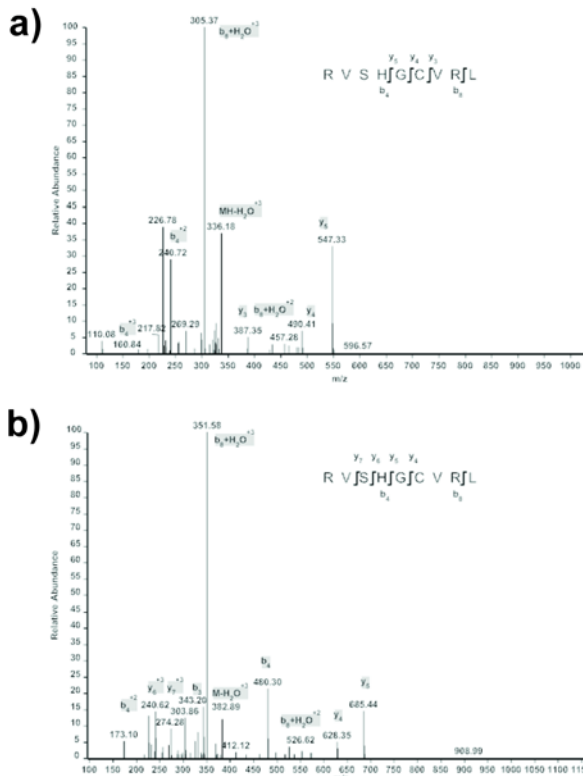 a)
305.37
b₈+H₂O⁺³
y₅ y₄ y₃
R V S H G C V R L
b₄ b₈
Relative Abundance
100
95
90
85
80
75
70
65
60
55
50
45
40
35
30
25
20
15
10
5
0
226.78
b₄⁺²
240.72
MH-H₂O⁺³
336.18
y₅
547.33
b₄⁺³
110.08
160.84
217.52
269.29
y₃
387.35
b₈+H₂O⁺²
457.28
y₄
490.41
596.57
100 150 200 250 300 350 400 450 500 550 600 650 700 750 800 850 900 950 1000
m/z
b)
351.58
b₈+H₂O⁺³
y₇ y₆ y₅ y₄
R V S H G C V R L
b₄ b₈
Relative Abundance
100
95
90
85
80
75
70
65
60
55
50
45
40
35
30
25
20
15
10
5
0
b₄⁺²
173.10
240.62
y₇⁺³
274.28
303.86
343.20
M-H₂O⁺³
382.89
412.12
b₄
480.30
b₈+H₂O⁺²
526.62
y₄
628.35
685.44
908.99
100 150 200 250 300 350 400 450 500 550 600 650 700 750 800 850 900 950 1000 1050 1100